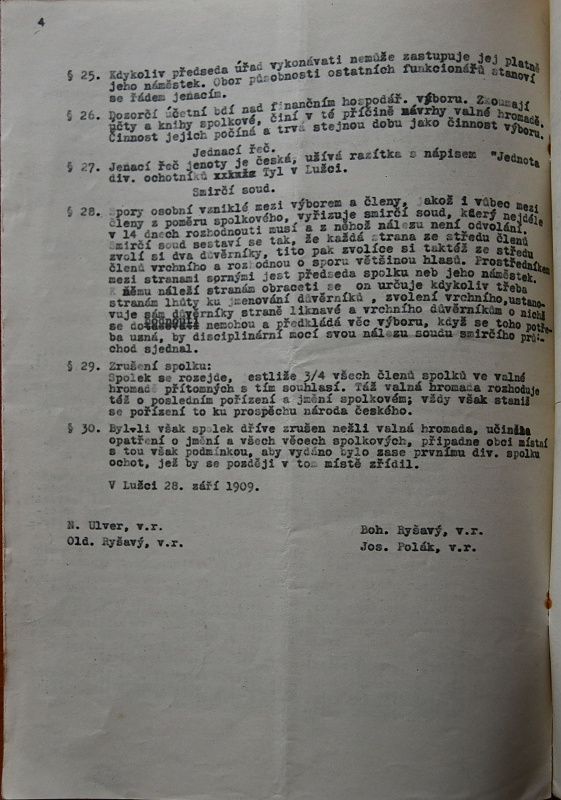 4
§ 25. Kdykoliv předseda úřad vykonávati nemůže zastupuje jej platně
jeho náměstek. Obor působnosti ostatních funkcionářů stanoví
se řádem jenacím.
§ 26. Dozorčí účetní bdí nad finančním hospodář. výboru. Zkoumají
účty a knihy spolkové, činí v té příčině návrhy valné hromadě.
Činnost jejich počíná a trvá stejnou dobu jako činnost výboru.
Jednací řeč.
§ 27. Jenací řeč jenoty je česká, užívá razítka s nápisem "Jednota
div. ochotníků Tyl v Lužci.
Smirčí soud.
§ 28. Spory osobní vzniklé mezi výborem a členy, jakož i vůbec mezi
členy z poměru spolkového, vyřizuje smírčí soud, který nejdéle
v 14 dnech rozhodnouti musí a z něhož nálezu není odvolání.
Smirčí soud sestaví se tak, že každá strana ze středu členů
zvolí si dva důvěrníky, tito pak zvolíce si taktéž ze středu
členů vrchního a rozhodnou o sporu většinou hlasů. Prostředníkem
mezi stranami spornými jest předseda spolku neb jeho náměstek.
K němu náleží stranám obraceti se on určuje kdykoliv třeba
stranám lhůty ku jmenování důvěrníků , zvolení vrchního,ustano-
vuje sám důvěrníky straně liknavé a vrchního důvěrníkům o nichž
se nemohou a předkládá věc výboru, když se toho potře-
ba uzná, by disciplinární mocí svou nálezu soudu smirčího průchod
chod sjednal.
§ 29. Zrušení spolku:
Spolek se rozejde, estliže 3/4 všech členů spolků ve valné
hromadě přítomných s tím souhlasí. Táž valná hromada rozhoduje
též o posledním pořízení a jmění spolkovém; vždy však staniž
se pořízení to ku prospěchu národa českého.
§ 30. Byl-li však spolek dříve zrušen nežli valná hromada, učinila
opatření o jmění a všech věcech spolkových, připadne obci místní
s tou však podmínkou, aby vydáno bylo zase prvnímu div. spolku
ochot, jež by se později v tom místě zřídil.
V Lužci 28. září 1909.
N. Ulver, v.r.
Old. Ryšavý, v.r.
Boh. Ryšavý, v.r.
Jos. Polák, v.r.